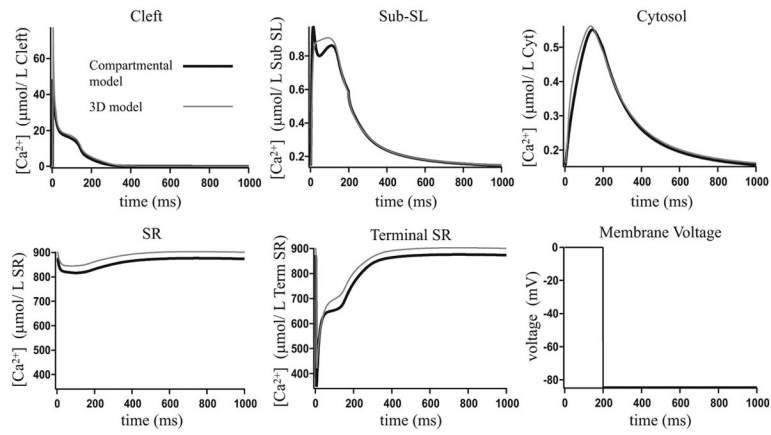 Cleft
[Ca²⁺] (μmol/ L Cleft)
60
40
20
0
Compartmental
model
3D model
0 200 400 600 800 1000
time (ms)
Sub-SL
[Ca²⁺] (μmol/ L Sub SL)
0.8
0.6
0.4
0.2
0 200 400 600 800 1000
time (ms)
Cytosol
[Ca²⁺] (μmol/ L Cyt)
0.5
0.4
0.3
0.2
0 200 400 600 800 1000
time (ms)
SR
[Ca²⁺] (μmol/ L SR)
900
800
700
600
500
400
0 200 400 600 800 1000
time (ms)
Terminal SR
[Ca²⁺] (μmol/ L Term SR)
900
800
700
600
500
400
0 200 400 600 800 1000
time (ms)
Membrane Voltage
voltage (mV)
0
-20
-40
-60
-80
0 200 400 600 800 1000
time (ms)